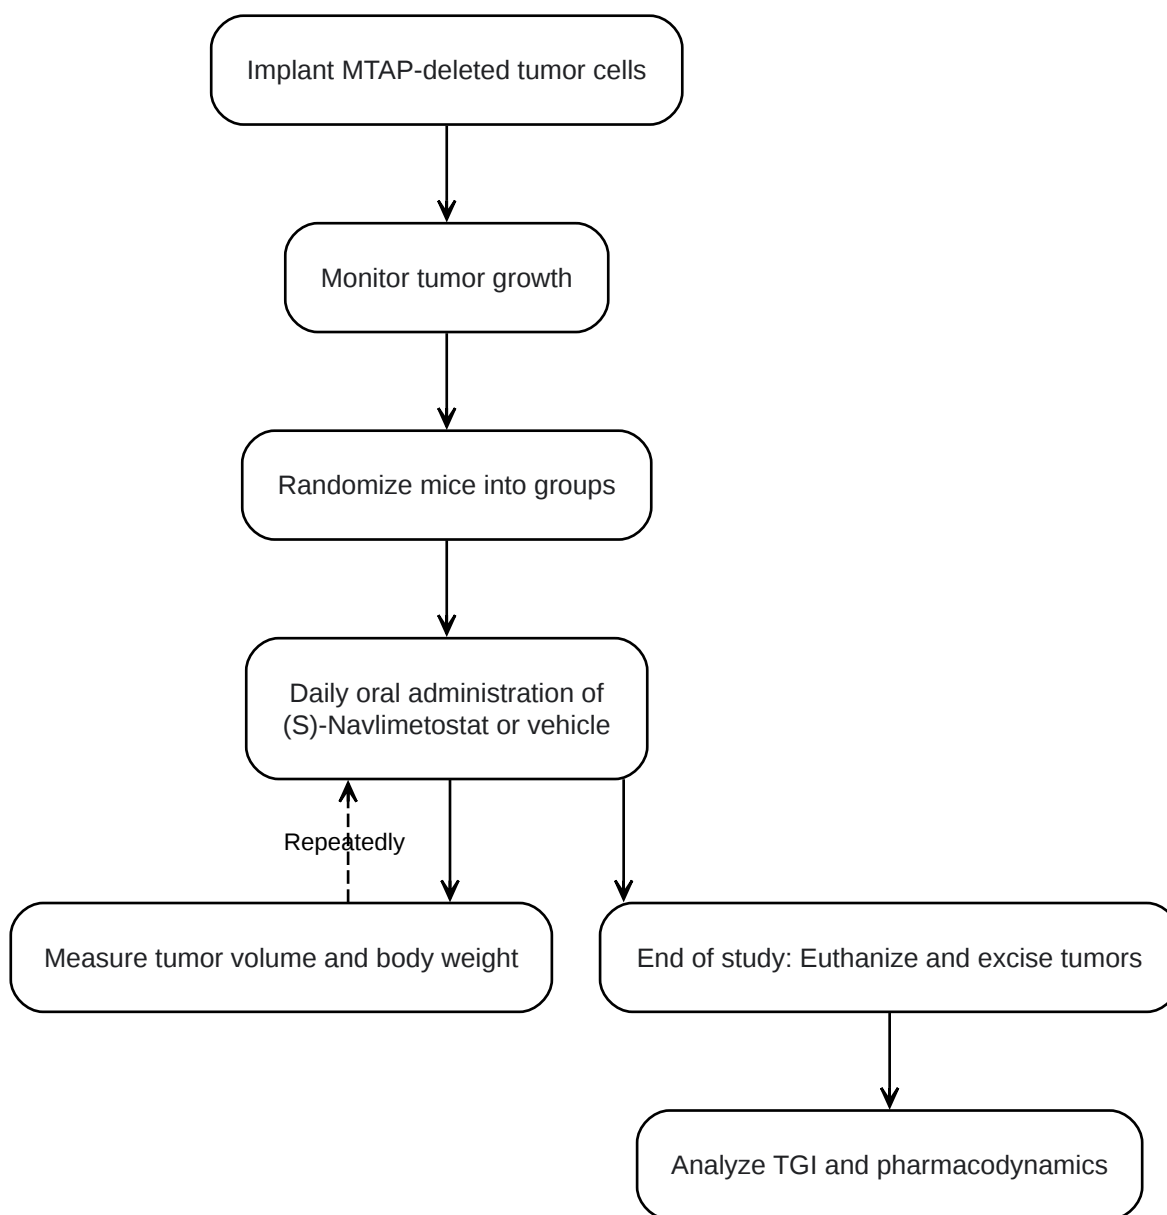 Implant MTAP-deleted tumor cells
Monitor tumor growth
Randomize mice into groups
Daily oral administration of
(S)-Navlimetostat or vehicle
Repeatedly
Measure tumor volume and body weight
End of study: Euthanize and excise tumors
Analyze TGI and pharmacodynamics